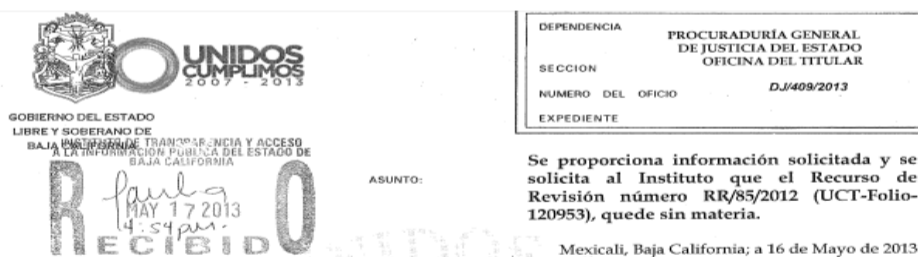 UNIDOS
CUMPLIMOS
2007 - 2013
GOBIERNO DEL ESTADO
LIBRE Y SOBERANO DE
BAJA CALIFORNIA
INSTITUTO DE TRANSPARENCIA Y ACCESO
A LA INFORMACIÓN PÚBLICA DEL ESTADO DE
BAJA CALIFORNIA
MAY 17 2013
4:54 pm.
RECIBIDO
DEPENDENCIA
PROCURADURÍA GENERAL
DE JUSTICIA DEL ESTADO
OFICINA DEL TITULAR
SECCION
NUMERO DEL OFICIO
DJ/409/2013
EXPEDIENTE
ASUNTO:
Se proporciona información solicitada y se
solicita al Instituto que el Recurso de
Revisión número RR/85/2012 (UCT-Folio-
120953), quede sin materia.
Mexicali, Baja California; a 16 de Mayo de 2013